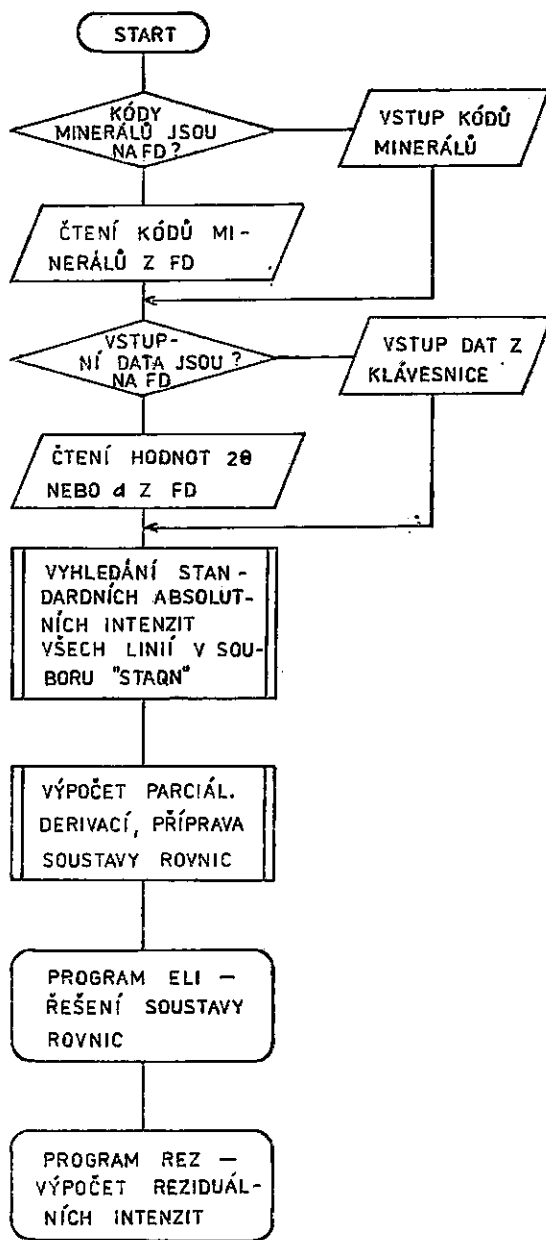 START
KÓDY
MINERÁLŮ JSOU
NA FD?
VSTUP KÓDŮ
MINERÁLŮ
ČTENÍ KÓDŮ MI-
NERÁLŮ Z FD
VSTUP-
NÍ DATA JSOU ?
NA FD
VSTUP DAT Z
KLÁVESNICE
ČTENÍ HODNOT 2θ
NEBO d Z FD
VYHLEDÁNÍ STAN-
DARDNÍCH ABSOLUT-
NÍCH INTENZIT
VŠECH LINIÍ V SOU-
BORU "STAQN"
VÝPOČET PARCIÁL.
DERIVACÍ, PŘÍPRAVA
SOUSTAVY ROVNIC
PROGRAM ELI —
ŘEŠENÍ SOUSTAVY
ROVNIC
PROGRAM REZ —
VÝPOČET REZIDUÁL-
NÍCH INTENZIT